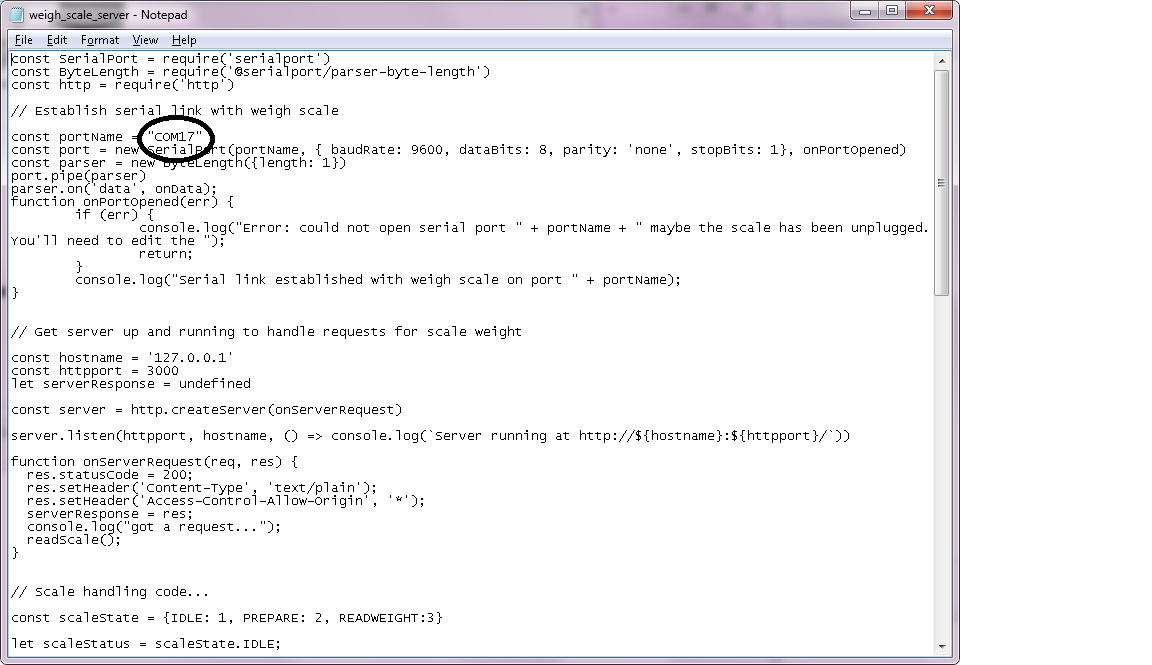 weigh_scale_server - Notepad
File Edit Format View Help
const SerialPort = require('serialport')
const ByteLength = require('@serialport/parser-byte-length')
const http = require('http')
// Establish serial link with weigh scale
const portName = "COM17"
const port = new SerialPort(portName, { baudRate: 9600, dataBits: 8, parity: 'none', stopBits: 1}, onPortOpened)
const parser = new ByteLength({length: 1})
port.pipe(parser)
parser.on('data', onData);
function onPortOpened(err) {
        if (err) {
                console.log("Error: could not open serial port " + portName + " maybe the scale has been unplugged.
You'll need to edit the ");
                return;
        }
        console.log("Serial link established with weigh scale on port " + portName);
}
// Get server up and running to handle requests for scale weight
const hostname = '127.0.0.1'
const httpport = 3000
let serverResponse = undefined
const server = http.createServer(onServerRequest)
server.listen(httpport, hostname, () => console.log(`Server running at http://${hostname}:${httpport}/`))
function onServerRequest(req, res) {
  res.statusCode = 200;
  res.setHeader('Content-Type', 'text/plain');
  res.setHeader('Access-Control-Allow-Origin', '*');
  serverResponse = res;
  console.log("got a request...");
  readScale();
}
// Scale handling code...
const scaleState = {IDLE: 1, PREPARE: 2, READWEIGHT:3}
let scaleStatus = scaleState.IDLE;